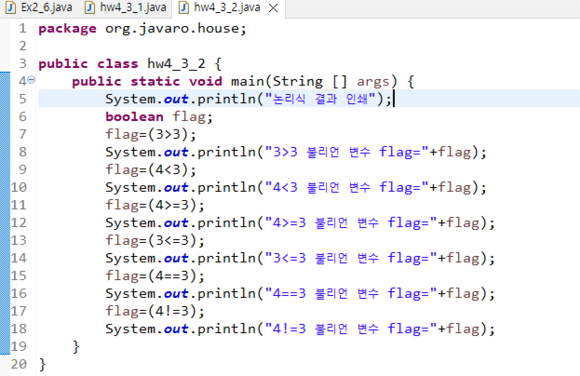 Ex2_6.java hw4_3_1.java hw4_3_2.java
1 package org.javaro.house;
2
3 public class hw4_3_2 {
4 public static void main(String [] args) {
5 System.out.println("논리식 결과 인쇄");
6 boolean flag;
7 flag=(3>3);
8 System.out.println("3>3 불리언 변수 flag="+flag);
9 flag=(4<3);
10 System.out.println("4<3 불리언 변수 flag="+flag);
11 flag=(4>=3);
12 System.out.println("4>=3 불리언 변수 flag="+flag);
13 flag=(3<=3);
14 System.out.println("3<=3 불리언 변수 flag="+flag);
15 flag=(4==3);
16 System.out.println("4==3 불리언 변수 flag="+flag);
17 flag=(4!=3);
18 System.out.println("4!=3 불리언 변수 flag="+flag);
19 }
20 }